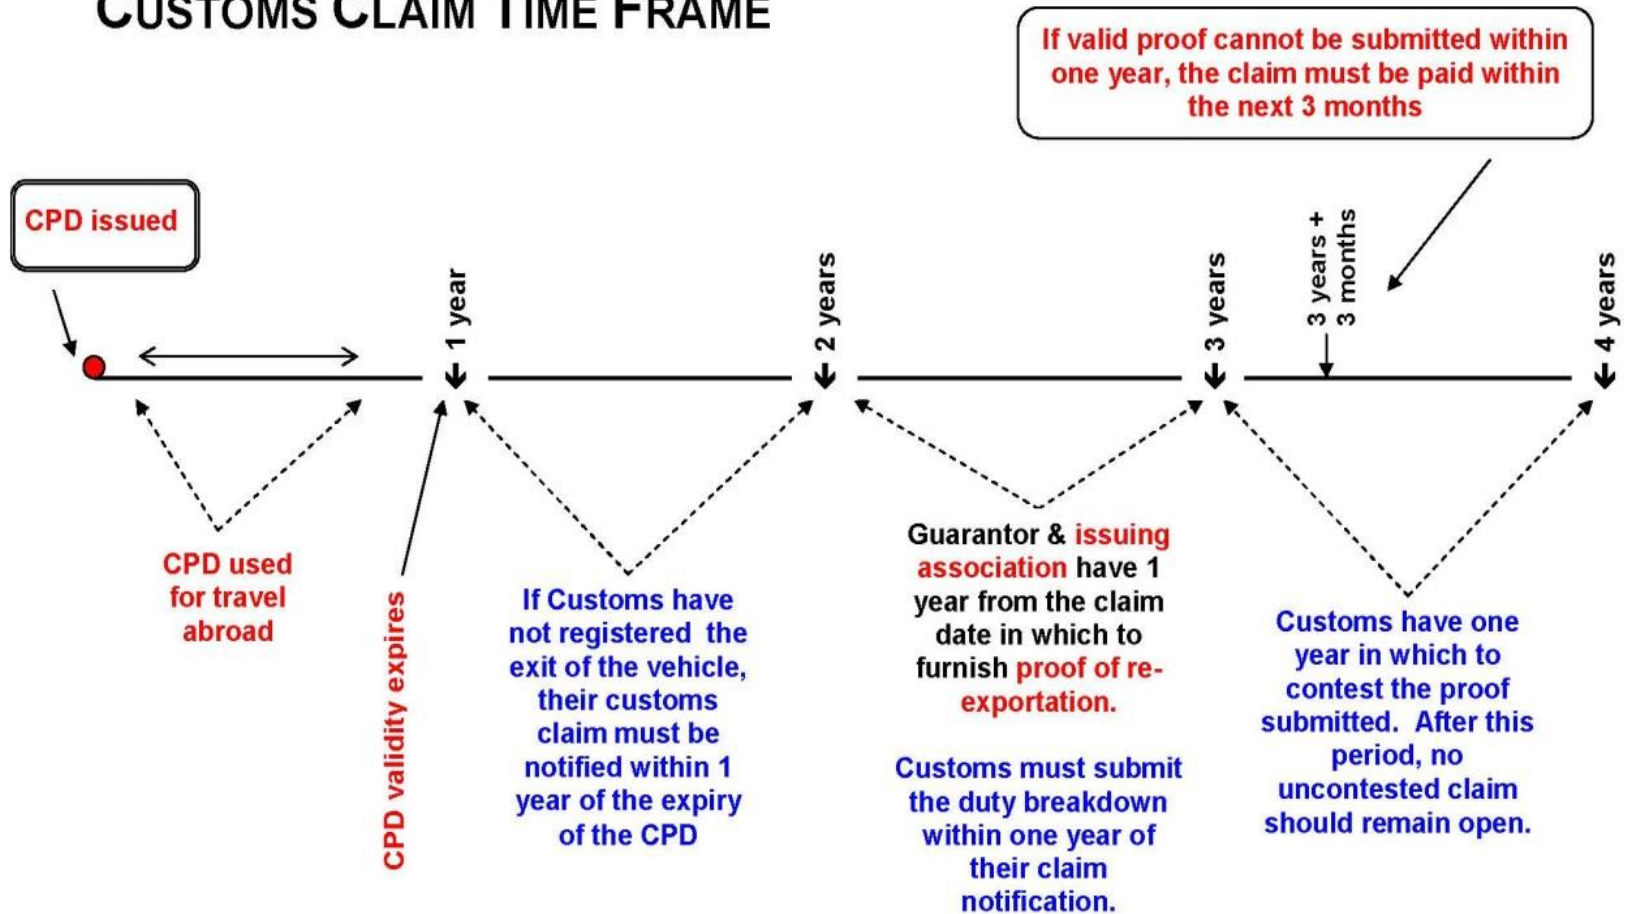 CUSTOMS CLAIM TIME FRAME
If valid proof cannot be submitted within
one year, the claim must be paid within
the next 3 months
CPD issued
1 year
2 years
3 years
3 years +
3 months
4 years
CPD used
for travel
abroad
CPD validity expires
If Customs have
not registered the
exit of the vehicle,
their customs
claim must be
notified within 1
year of the expiry
of the CPD
Guarantor & issuing
association have 1
year from the claim
date in which to
furnish proof of re-
exportation.
Customs must submit
the duty breakdown
within one year of
their claim
notification.
Customs have one
year in which to
contest the proof
submitted. After this
period, no
uncontested claim
should remain open.